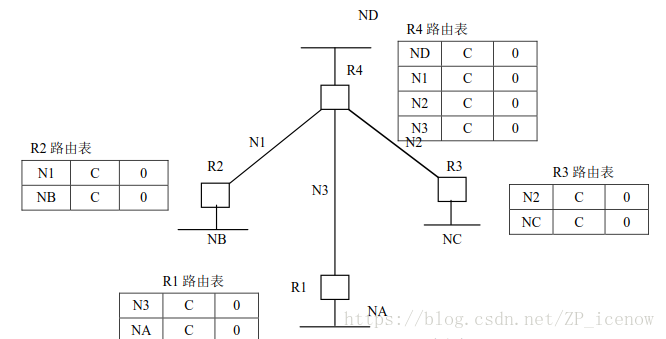 ND
R4 路由表
ND C 0
N1 C 0
N2 C 0
N3 C 0
R4
N1
N2
R2 路由表
N1 C 0
NB C 0
R2
R3
R3 路由表
N2 C 0
NC C 0
N3
NB
NC
R1 路由表
N3 C 0
NA C 0
R1
NA
https://blog.csdn.net/ZP_icenow